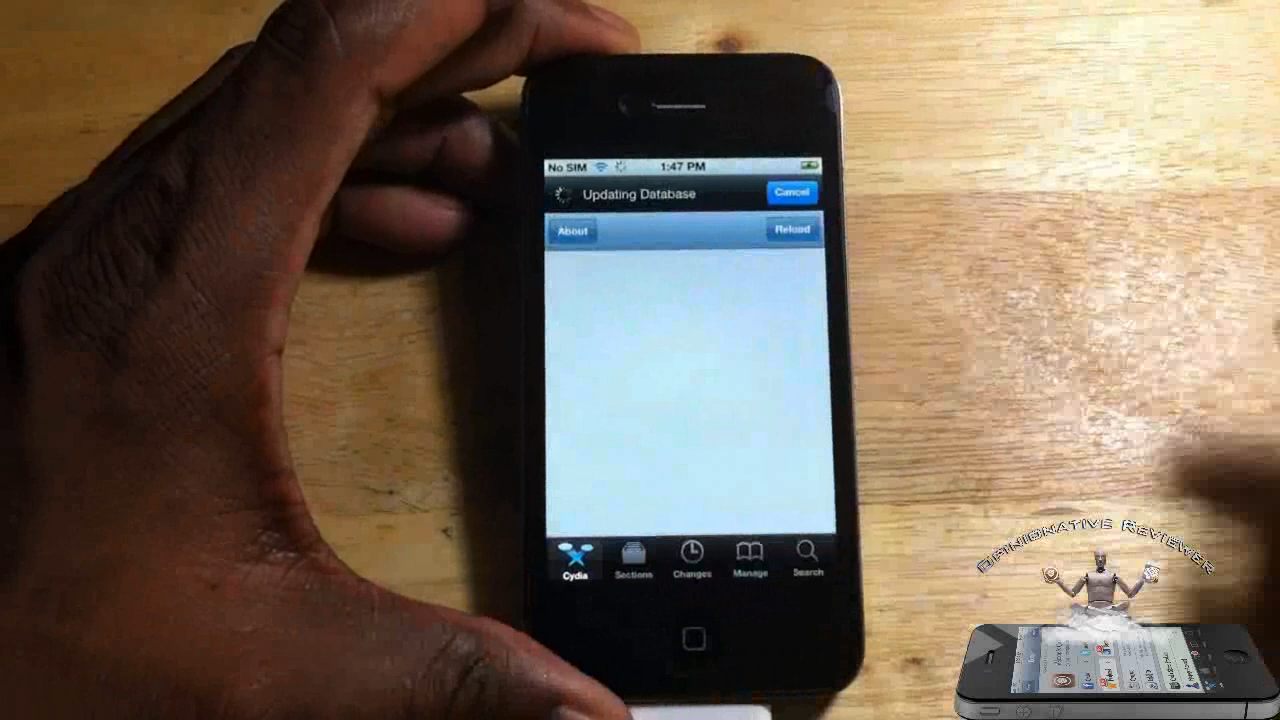 No SIM 1:47 PM
Updating Database Cancel
About Reload
Cydia Sections Changes Manage Search
OPINIONATIVE REVIEWER